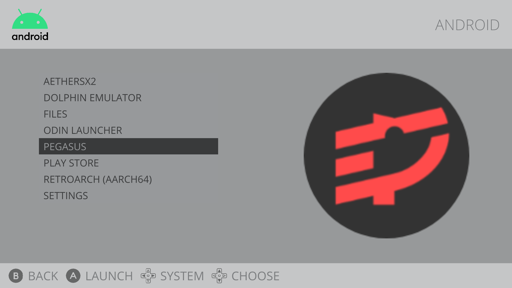 android
ANDROID
AETHERSX2
DOLPHIN EMULATOR
FILES
ODIN LAUNCHER
PEGASUS
PLAY STORE
RETROARCH (AARCH64)
SETTINGS
B BACK A LAUNCH SYSTEM CHOOSE